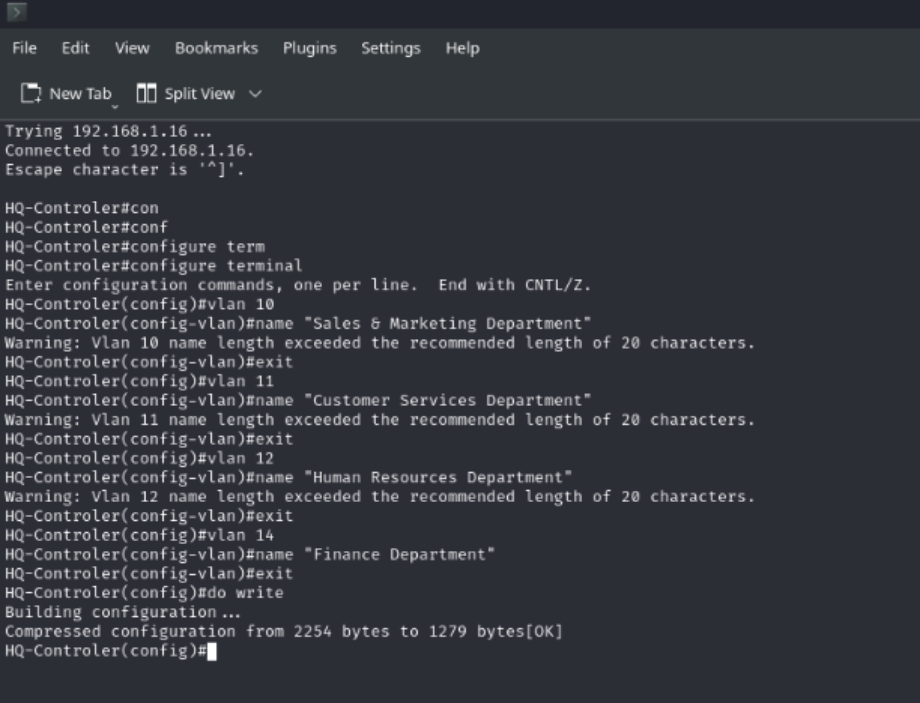 File Edit View Bookmarks Plugins Settings Help
New Tab Split View
Trying 192.168.1.16...
Connected to 192.168.1.16.
Escape character is '^]'.
HQ-Controler#con
HQ-Controler#conf
HQ-Controler#configure term
HQ-Controler#configure terminal
Enter configuration commands, one per line.  End with CNTL/Z.
HQ-Controler(config)#vlan 10
HQ-Controler(config-vlan)#name "Sales & Marketing Department"
Warning: Vlan 10 name length exceeded the recommended length of 20 characters.
HQ-Controler(config-vlan)#exit
HQ-Controler(config)#vlan 11
HQ-Controler(config-vlan)#name "Customer Services Department"
Warning: Vlan 11 name length exceeded the recommended length of 20 characters.
HQ-Controler(config-vlan)#exit
HQ-Controler(config)#vlan 12
HQ-Controler(config-vlan)#name "Human Resources Department"
Warning: Vlan 12 name length exceeded the recommended length of 20 characters.
HQ-Controler(config-vlan)#exit
HQ-Controler(config)#vlan 14
HQ-Controler(config-vlan)#name "Finance Department"
HQ-Controler(config-vlan)#exit
HQ-Controler(config)#do write
Building configuration...
Compressed configuration from 2254 bytes to 1279 bytes[OK]
HQ-Controler(config)#